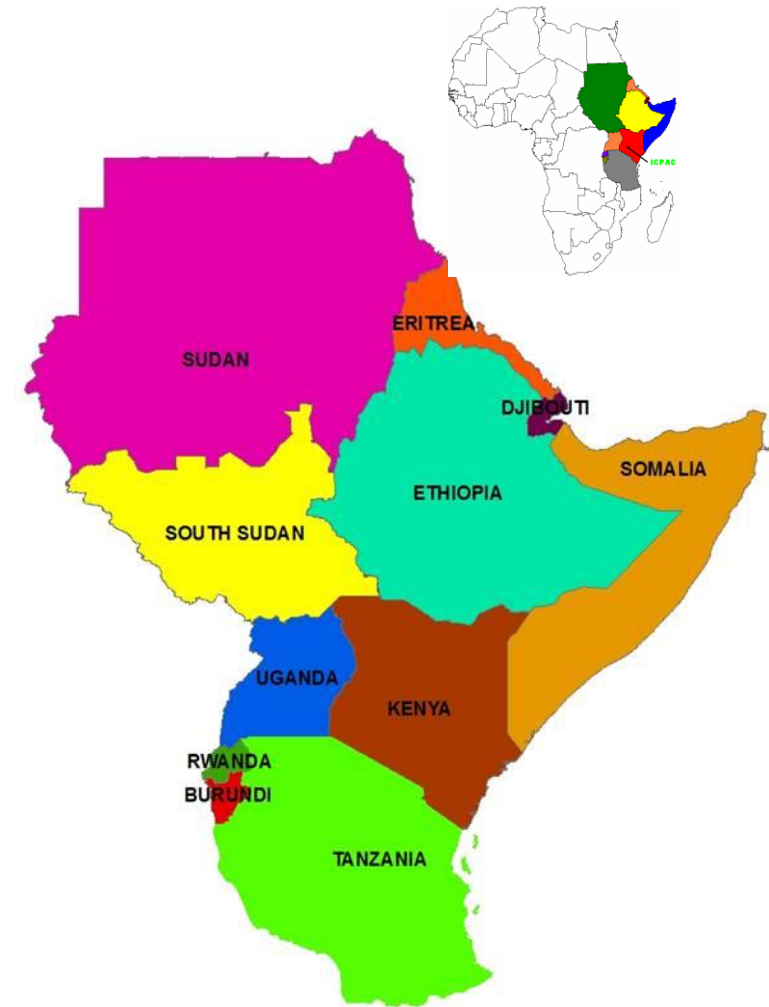 ICPAC
ERITREA
SUDAN
DJIBOUTI
SOMALIA
ETHIOPIA
SOUTH SUDAN
UGANDA
KENYA
RWANDA
BURUNDI
TANZANIA